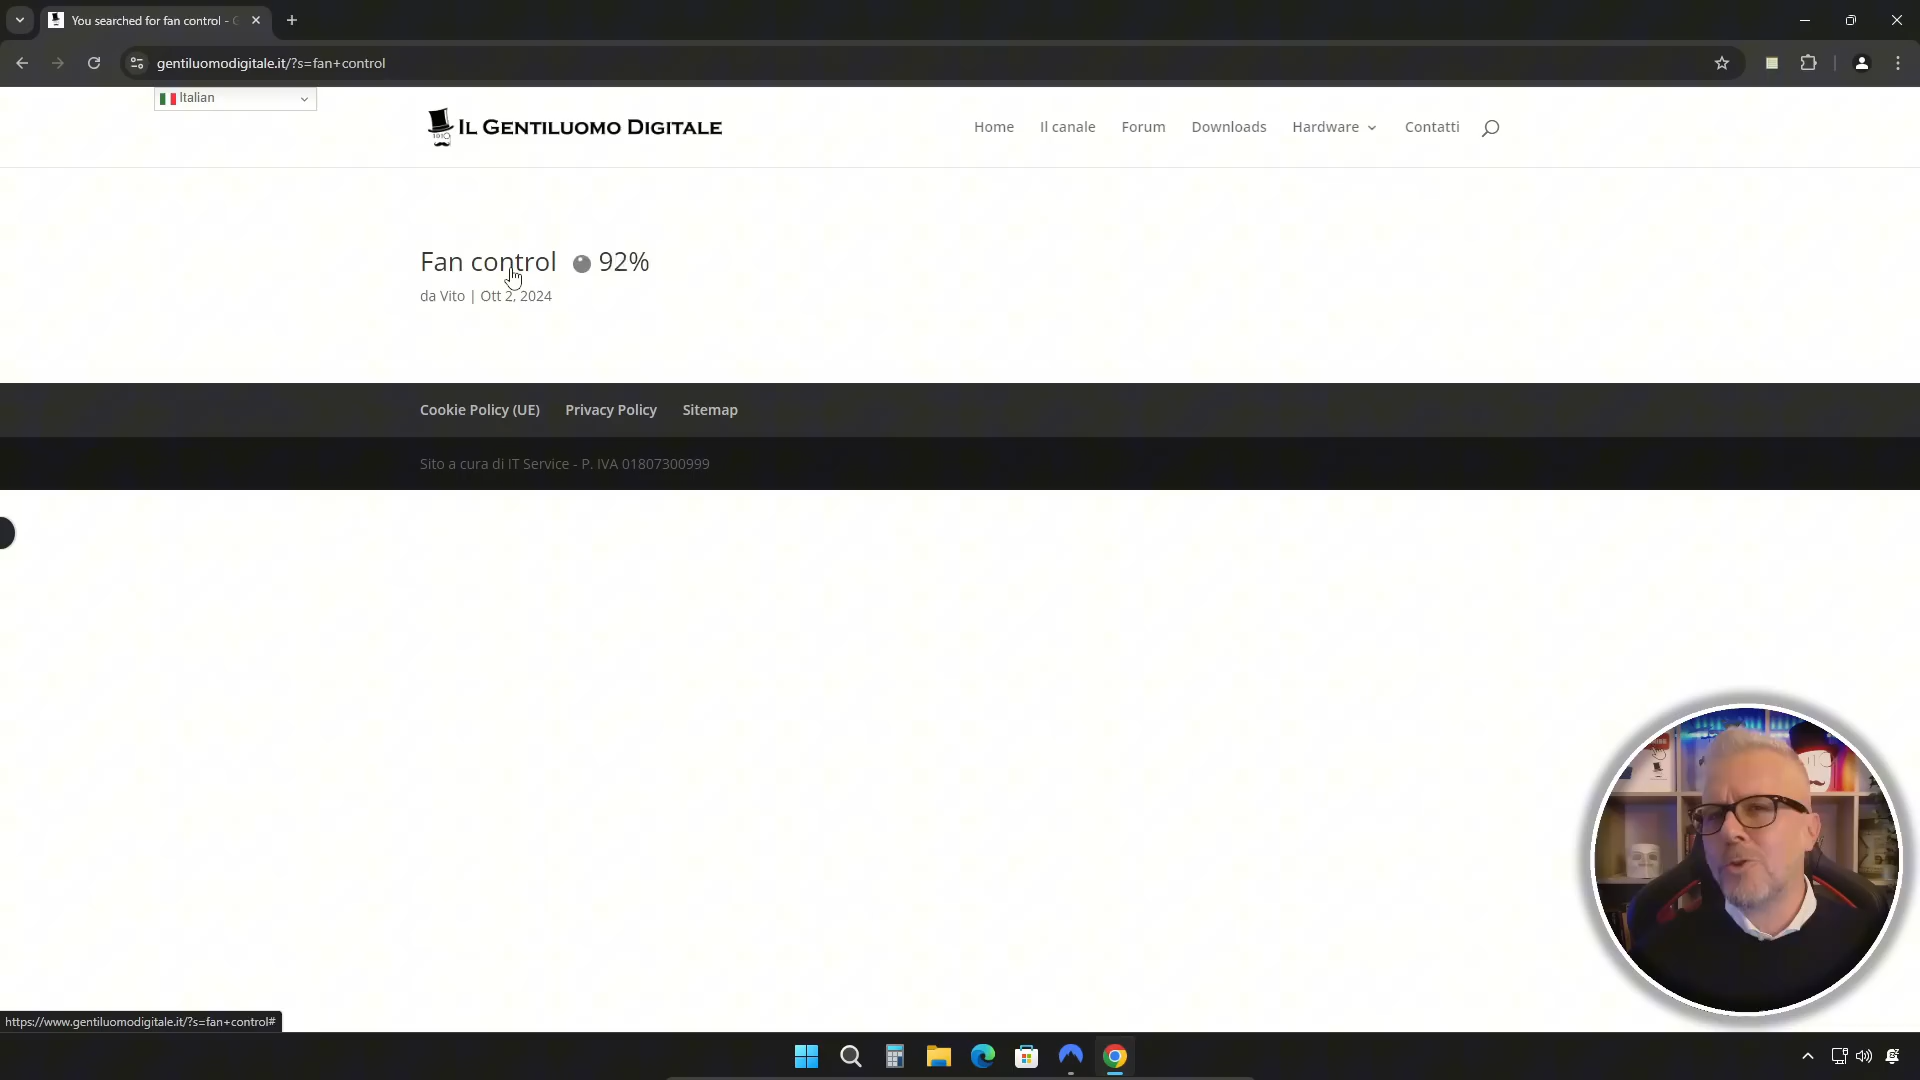 You searched for fan control -
gentiluomodigitale.it/?s=fan+control
Italian
IL GENTILUOMO DIGITALE
Home
Il canale
Forum
Downloads
Hardware
Contatti
Fan control 92%
da Vito | Ott 2, 2024
Cookie Policy (UE)
Privacy Policy
Sitemap
Sito a cura di IT Service - P. IVA 01807300999
https://www.gentiluomodigitale.it/?s=fan+control#